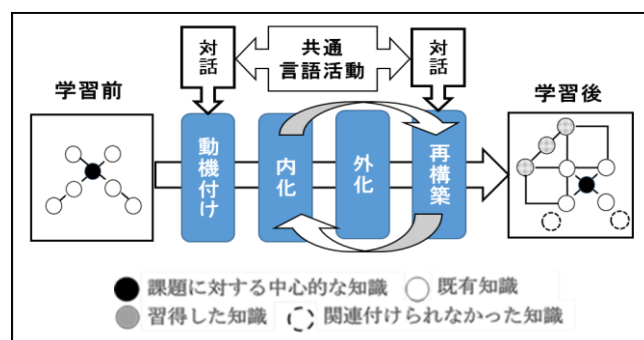 対話
共通
言語活動
対話
学習前
学習後
動機付け
内化
外化
再構築
課題に対する中心的な知識
既有知識
習得した知識
関連付けられなかった知識